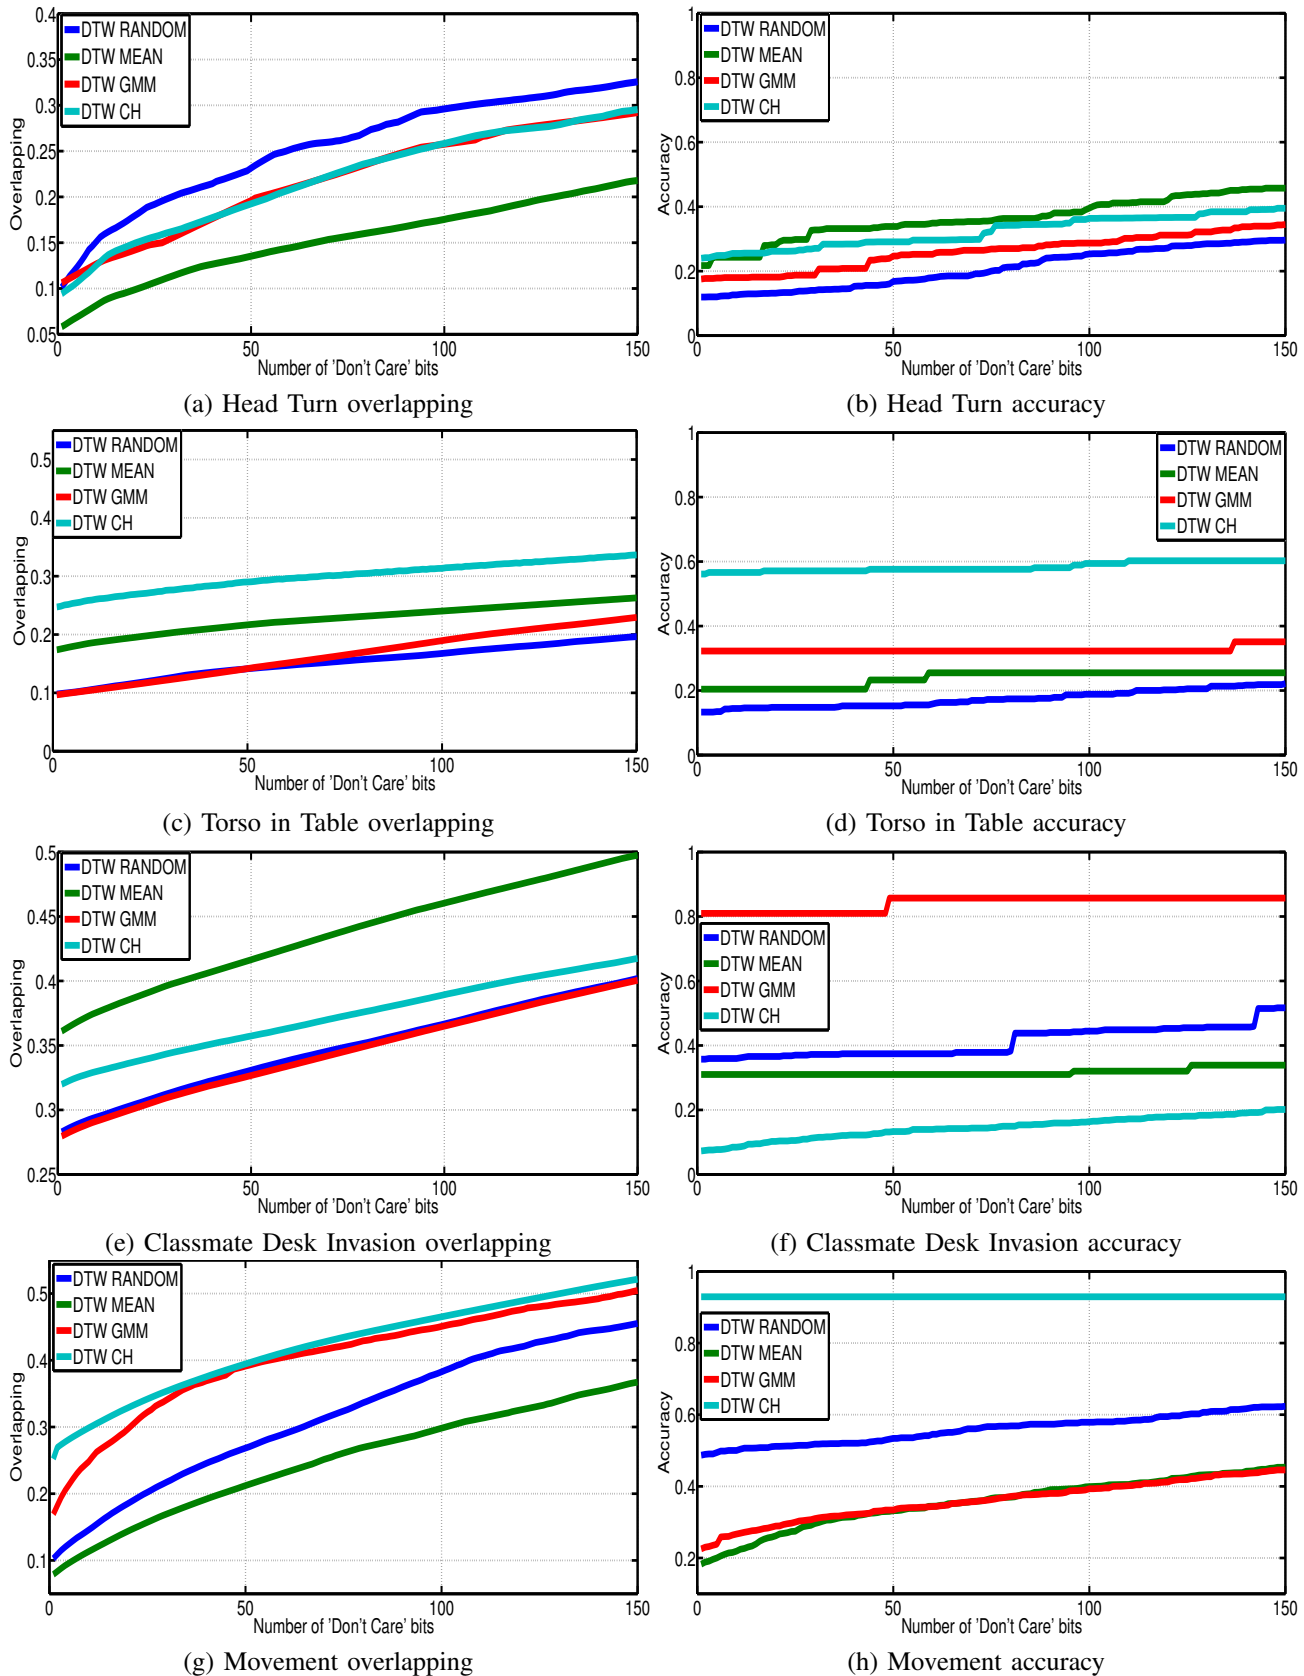 0.4
0.35
0.3
0.25
0.2
0.15
0.1
0.05
Overlapping
DTW RANDOM
DTW MEAN
DTW GMM
DTW CH
0 50 100 150
Number of 'Don't Care' bits
(a) Head Turn overlapping
1
0.8
0.6
0.4
0.2
0
Accuracy
DTW RANDOM
DTW MEAN
DTW GMM
DTW CH
0 50 100 150
Number of 'Don't Care' bits
(b) Head Turn accuracy
0.5
0.4
0.3
0.2
0.1
0
Overlapping
DTW RANDOM
DTW MEAN
DTW GMM
DTW CH
0 50 100 150
Number of 'Don't Care' bits
(c) Torso in Table overlapping
1
0.8
0.6
0.4
0.2
0
Accuracy
DTW RANDOM
DTW MEAN
DTW GMM
DTW CH
0 50 100 150
Number of 'Don't Care' bits
(d) Torso in Table accuracy
0.5
0.45
0.4
0.35
0.3
0.25
Overlapping
DTW RANDOM
DTW MEAN
DTW GMM
DTW CH
0 50 100 150
Number of 'Don't Care' bits
(e) Classmate Desk Invasion overlapping
1
0.8
0.6
0.4
0.2
0
Accuracy
DTW RANDOM
DTW MEAN
DTW GMM
DTW CH
0 50 100 150
Number of 'Don't Care' bits
(f) Classmate Desk Invasion accuracy
0.5
0.4
0.3
0.2
0.1
Overlapping
DTW RANDOM
DTW MEAN
DTW GMM
DTW CH
0 50 100 150
Number of 'Don't Care' bits
(g) Movement overlapping
1
0.8
0.6
0.4
0.2
Accuracy
DTW RANDOM
DTW MEAN
DTW GMM
DTW CH
0 50 100 150
Number of 'Don't Care' bits
(h) Movement accuracy